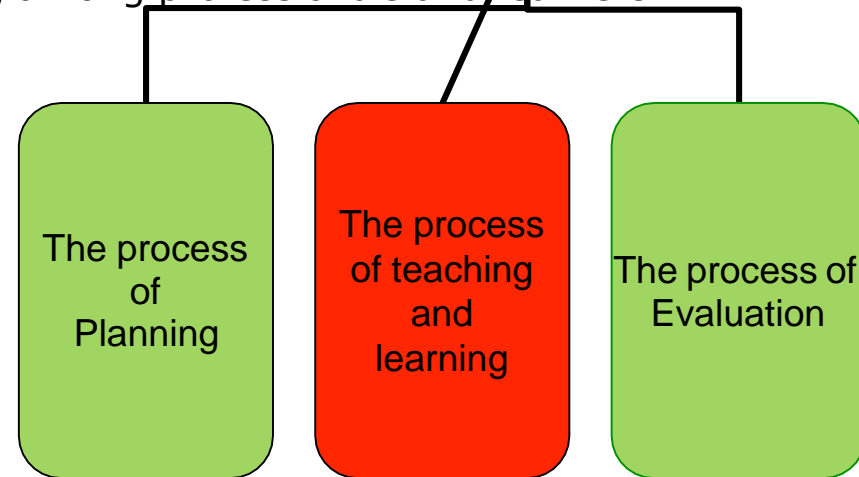 The process
of
Planning
The process
of teaching
and
learning
The process of
Evaluation